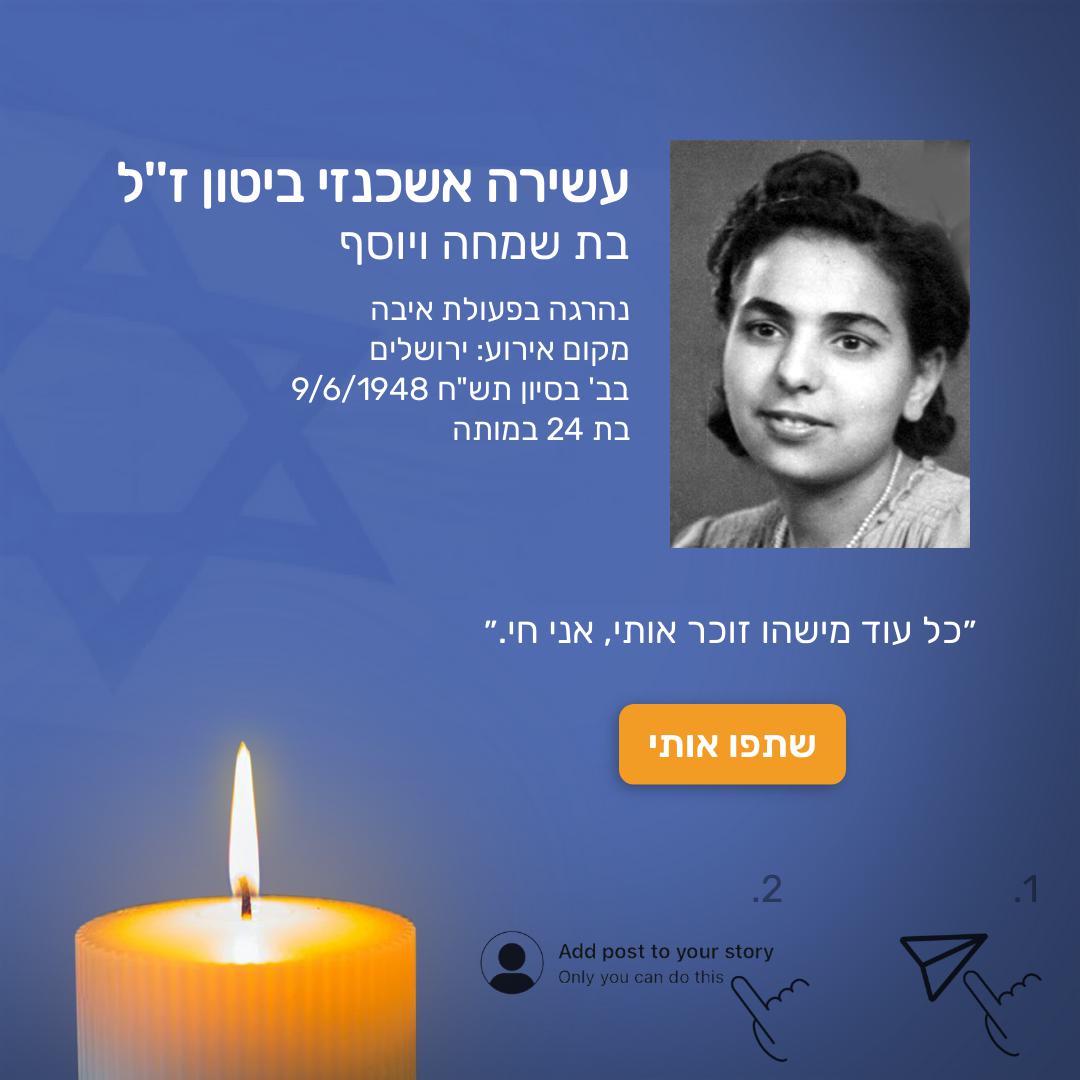 עשירה אשכנזי ביטון ז"ל
בת שמחה ויוסף
נהרגה בפעולת איבה
מקום אירוע: ירושלים
בב' בסיון תש"ח 9/6/1948
בת 24 במותה
״כל עוד מישהו זוכר אותי, אני חי.״
שתפו אותי
1.
2.
Add post to your story
Only you can do this